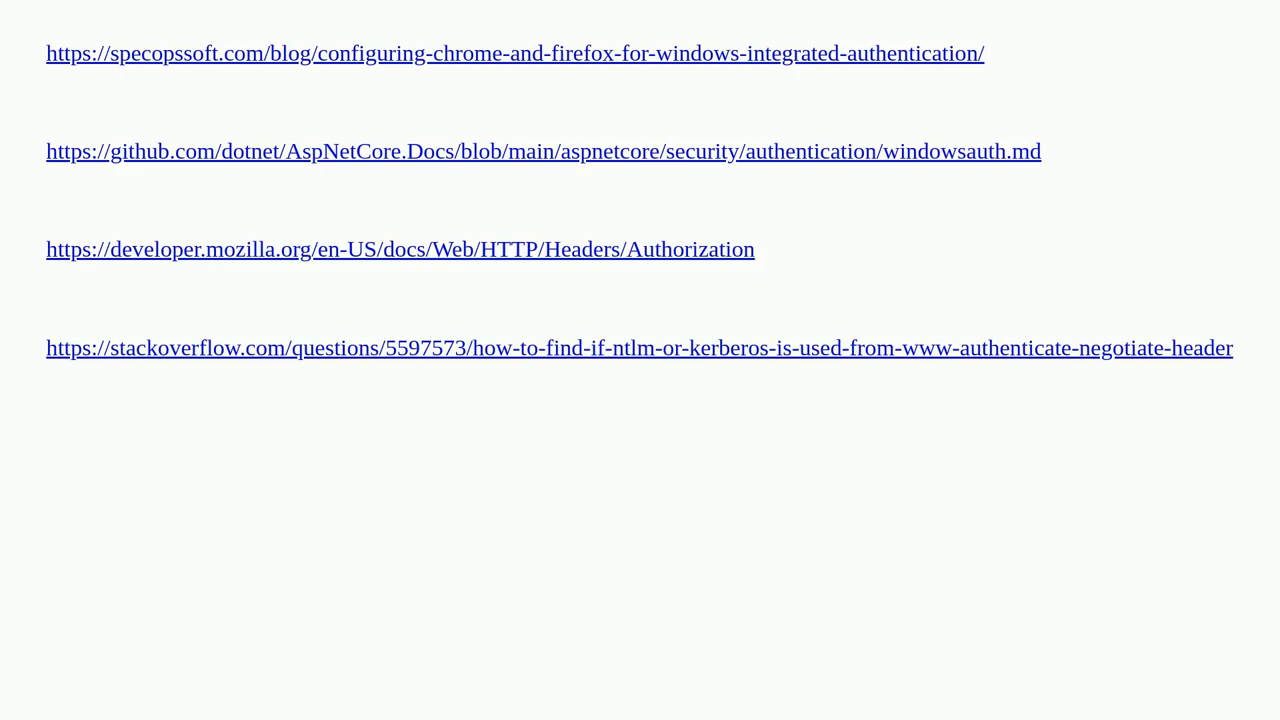 https://specopssoft.com/blog/configuring-chrome-and-firefox-for-windows-integrated-authentication/
https://github.com/dotnet/AspNetCore.Docs/blob/main/aspnetcore/security/authentication/windowsauth.md
https://developer.mozilla.org/en-US/docs/Web/HTTP/Headers/Authorization
https://stackoverflow.com/questions/5597573/how-to-find-if-ntlm-or-kerberos-is-used-from-www-authenticate-negotiate-header